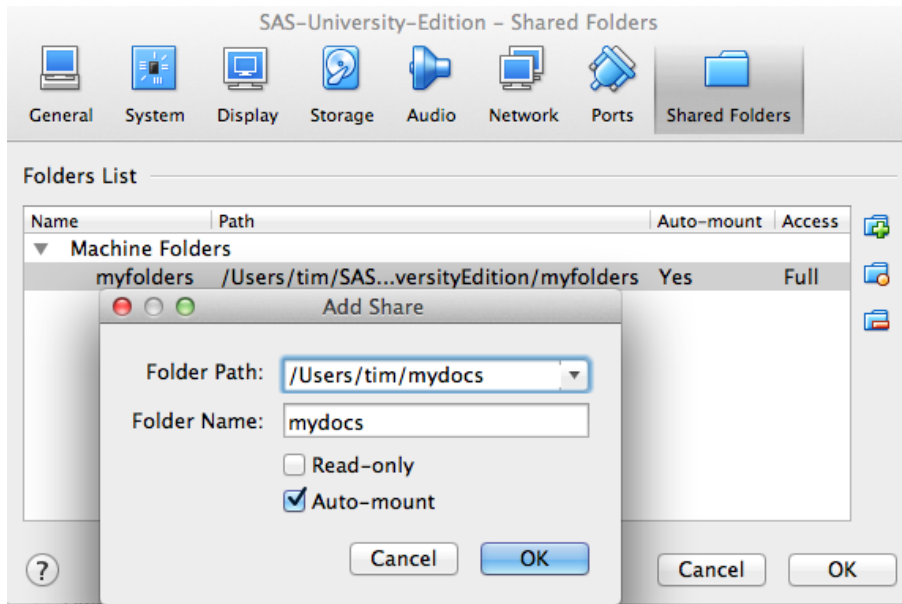 SAS-University-Edition – Shared Folders
General System Display Storage Audio Network Ports Shared Folders
Folders List
Name Path Auto-mount Access
Machine Folders
myfolders /Users/tim/SAS...versityEdition/myfolders Yes Full
Add Share
Folder Path: /Users/tim/mydocs
Folder Name: mydocs
Read-only
Auto-mount
Cancel OK
? Cancel OK